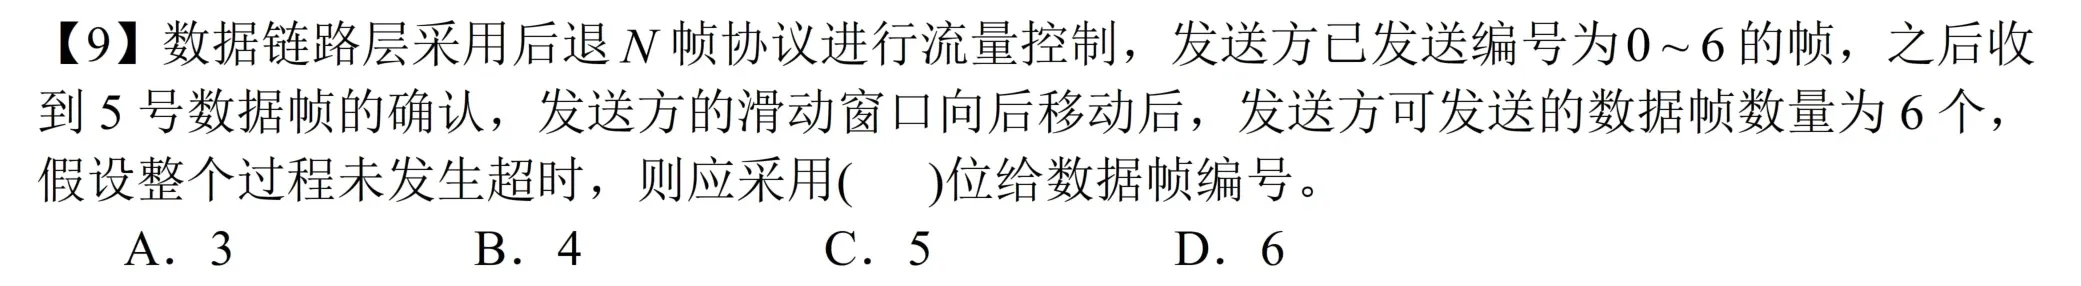 【9】数据链路层采用后退 N 帧协议进行流量控制，发送方已发送编号为0 ~ 6 的帧，之后收
到 5 号数据帧的确认，发送方的滑动窗口向后移动后，发送方可发送的数据帧数量为 6 个，
假设整个过程未发生超时，则应采用(    )位给数据帧编号。
A．3    B．4    C．5    D．6